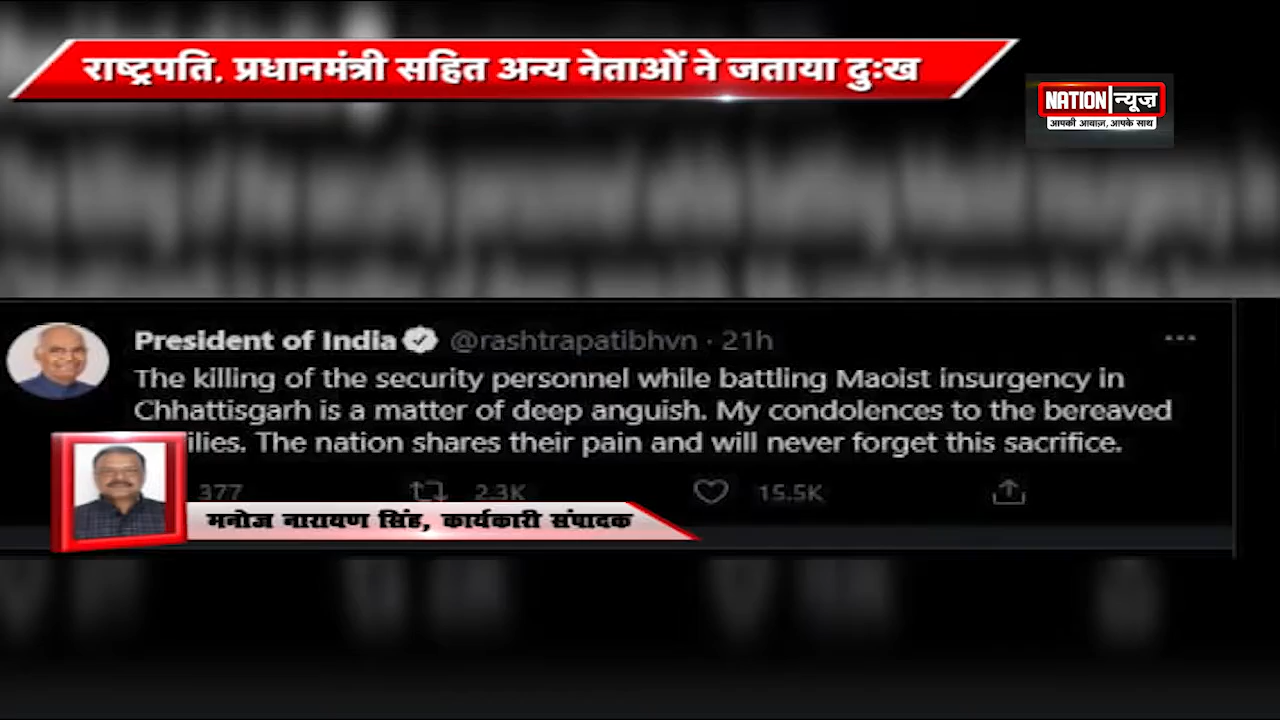 राष्ट्रपति, प्रधानमंत्री सहित अन्य नेताओं ने जताया दुःख
NATION न्यूज़
आपकी आवाज़, आपके साथ
President of India @rashtrapatibhvn · 21h
The killing of the security personnel while battling Maoist insurgency in
Chhattisgarh is a matter of deep anguish. My condolences to the bereaved
ilies. The nation shares their pain and will never forget this sacrifice.
377 2.3K 15.5K
मनोज नारायण सिंह, कार्यकारी संपादक